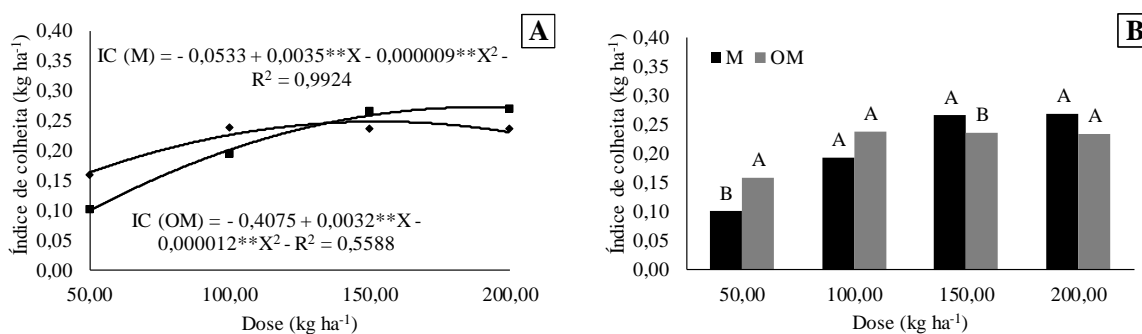 A
0,40
0,35
0,30
0,25
0,20
0,15
0,10
0,05
0,00
Índice de colheita (kg ha⁻¹)
IC (M) = - 0,0533 + 0,0035**X - 0,000009**X² -
R² = 0,9924
IC (OM) = - 0,4075 + 0,0032**X -
0,000012**X² - R² = 0,5588
50,00 100,00 150,00 200,00
Dose (kg ha⁻¹)
B
0,40
0,35
0,30
0,25
0,20
0,15
0,10
0,05
0,00
Índice de colheita (kg ha⁻¹)
M OM
B A A A A B A A
50,00 100,00 150,00 200,00
Dose (kg ha⁻¹)